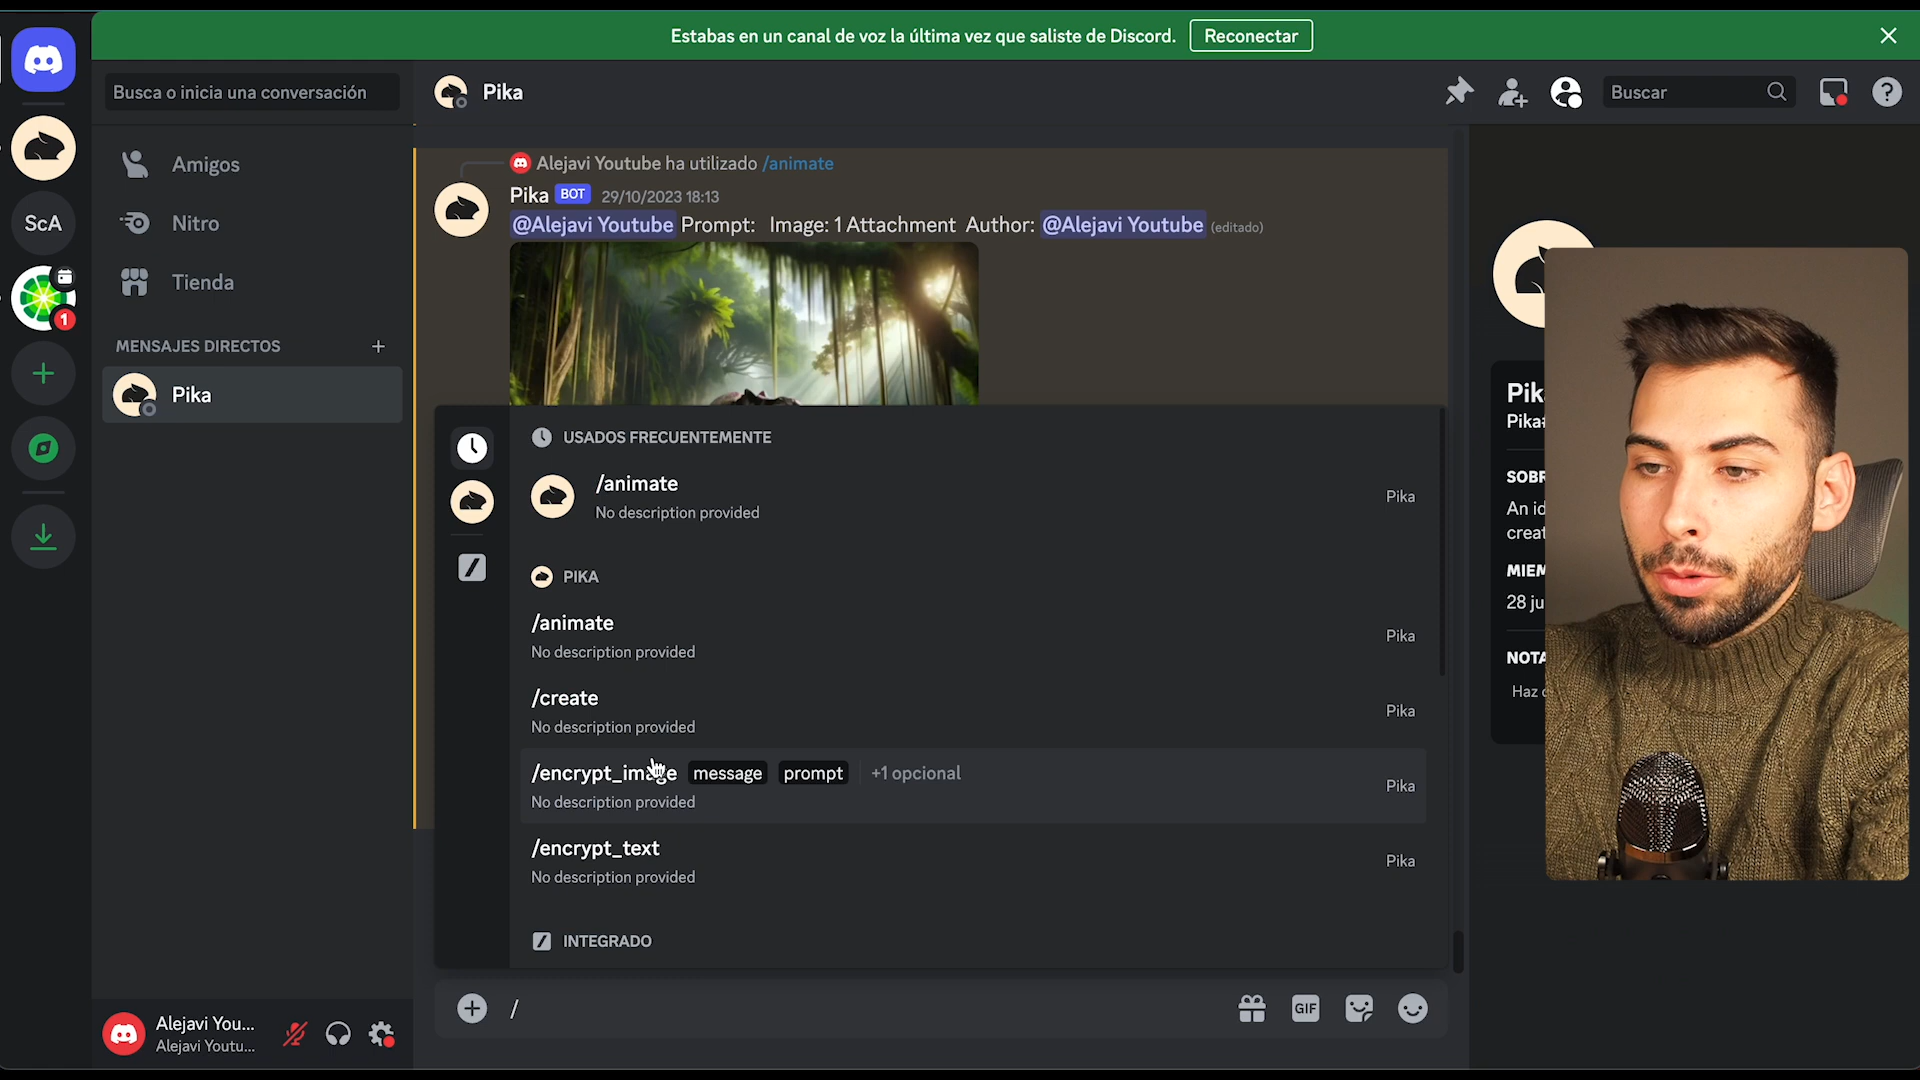 Estabas en un canal de voz la última vez que saliste de Discord. Reconectar
Busca o inicia una conversación
Pika
Buscar
ScA
1
Amigos
Nitro
Tienda
MENSAJES DIRECTOS
Pika
Alejavi Youtube ha utilizado /animate
Pika BOT 29/10/2023 18:13
@Alejavi Youtube Prompt: Image: 1 Attachment Author: @Alejavi Youtube (editado)
USADOS FRECUENTEMENTE
/animate
No description provided
Pika
PIKA
/animate
No description provided
Pika
/create
No description provided
Pika
/encrypt_image message prompt +1 opcional
No description provided
Pika
/encrypt_text
No description provided
Pika
INTEGRADO
/
GIF
Alejavi You...
Alejavi Youtu...
Pik
Pika#
SOBR
An id
creat
MIEM
28 ju
NOTA
Haz c